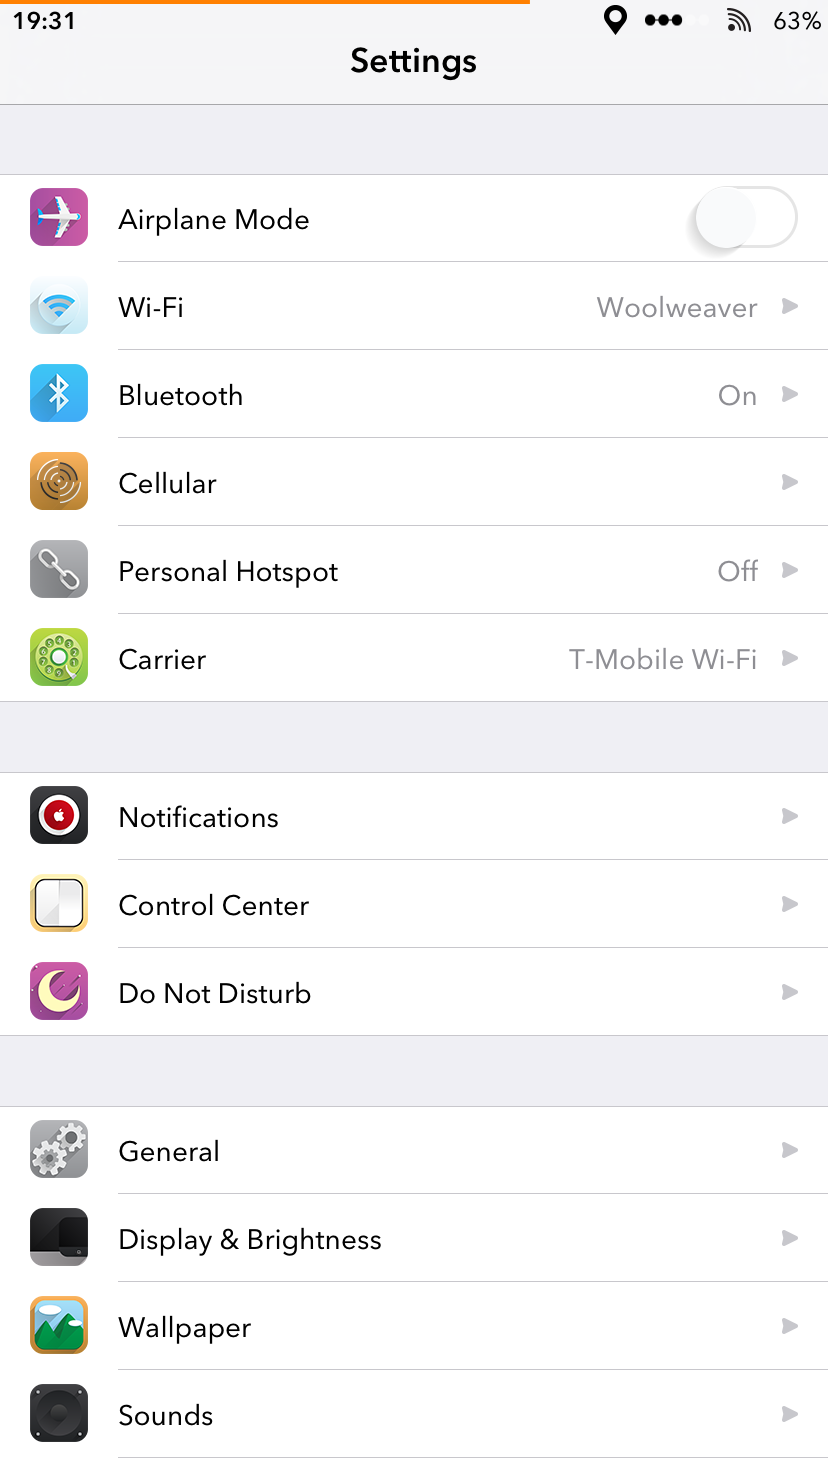 19:31 63%
Settings
Airplane Mode
Wi-Fi Woolweaver
Bluetooth On
Cellular
Personal Hotspot Off
Carrier T-Mobile Wi-Fi
Notifications
Control Center
Do Not Disturb
General
Display & Brightness
Wallpaper
Sounds